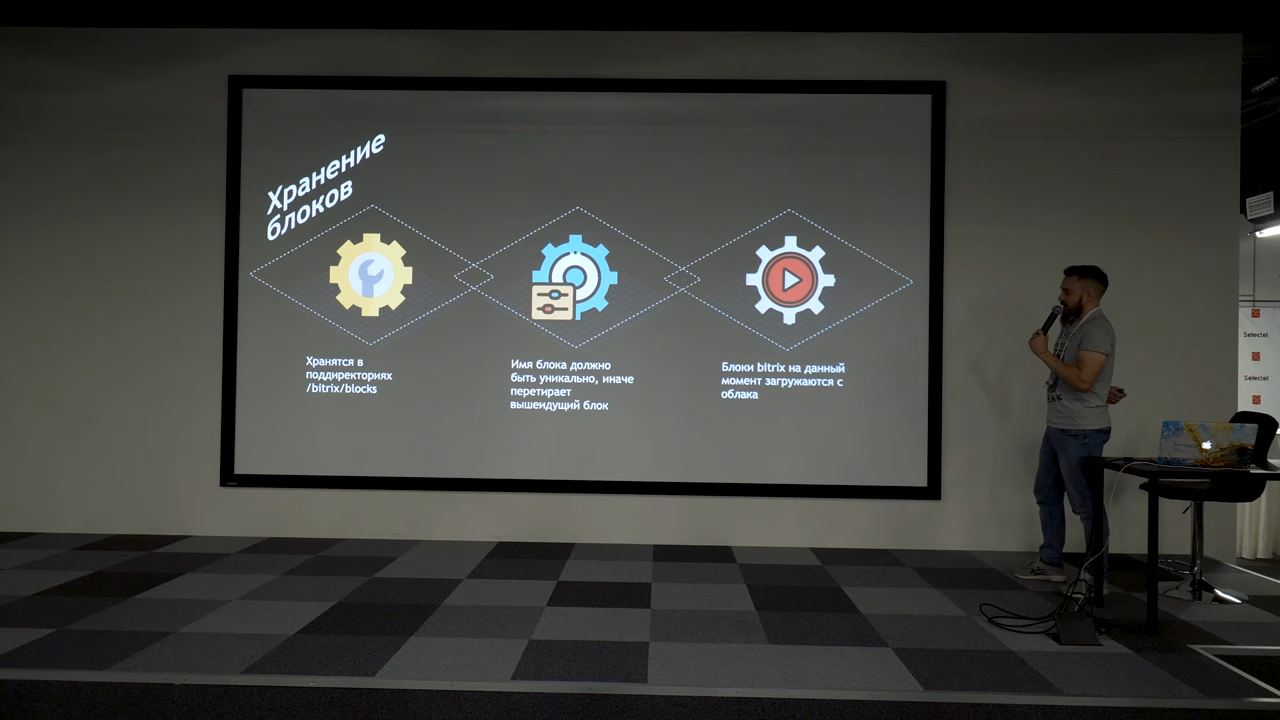 Хранение
блоков
Хранятся в
поддиректориях
/bitrix/blocks
Имя блока должно
быть уникально, иначе
перетирает
вышеидущий блок
Блоки bitrix на данный
момент загружаются с
облака
Selectel
Selectel